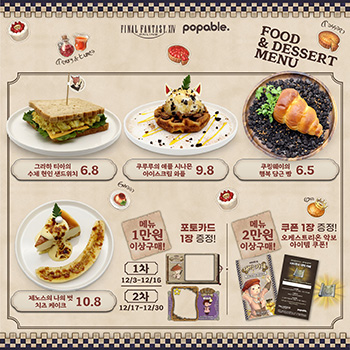 FINAL FANTASY XIV
popable.
FOOD
& DESSERT
MENU
그라하 티아의
수제 현인 샌드위치 6.8
쿠루루의 애플 시나몬
아이스크림 와플 9.8
쿠킹웨이의
행복 당근 빵 6.5
제노스의 나의 벗
치즈 케이크 10.8
메뉴
1만원
이상구매!
포토카드
1장 증정!
1차
12/3-12/16
2차
12/17-12/30
메뉴
2만원
이상구매!
쿠폰 1장 증정!
오케스트리온 악보
아이템 쿠폰!